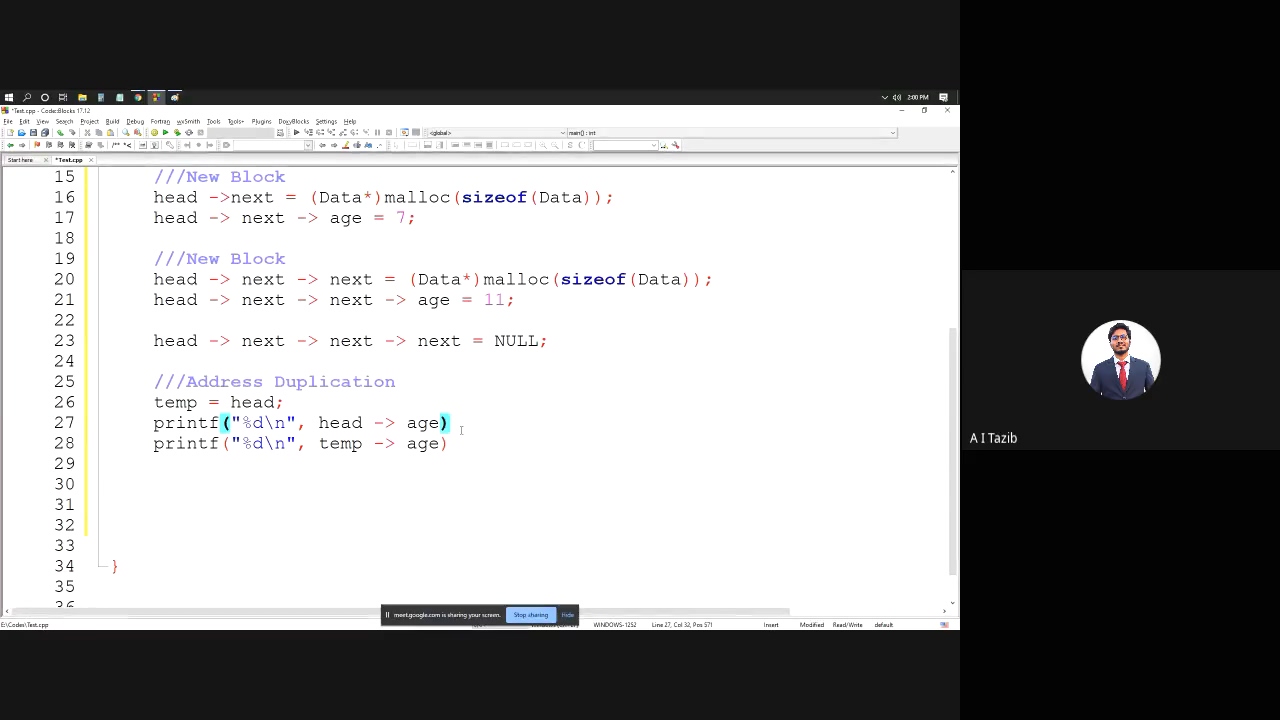 2:00 PM
*Test.cpp - Code::Blocks 17.12
File Edit View Search Project Build Debug Fortran wxSmith Tools Tools+ Plugins DoxyBlocks Settings Help
<global>
main() : int
Start here
*Test.cpp
15 ///New Block
16 head ->next = (Data*)malloc(sizeof(Data));
17 head -> next -> age = 7;
18
19 ///New Block
20 head -> next -> next = (Data*)malloc(sizeof(Data));
21 head -> next -> next -> age = 11;
22
23 head -> next -> next -> next = NULL;
24
25 ///Address Duplication
26 temp = head;
27 printf("%d\n", head -> age)
28 printf("%d\n", temp -> age)
29
30
31
32
33
34 }
35
36
meet.google.com is sharing your screen. Stop sharing Hide
E:\Codes\Test.cpp
WINDOWS-1252 Line 27, Col 32, Pos 571 Insert Modified Read/Write default
A I Tazib